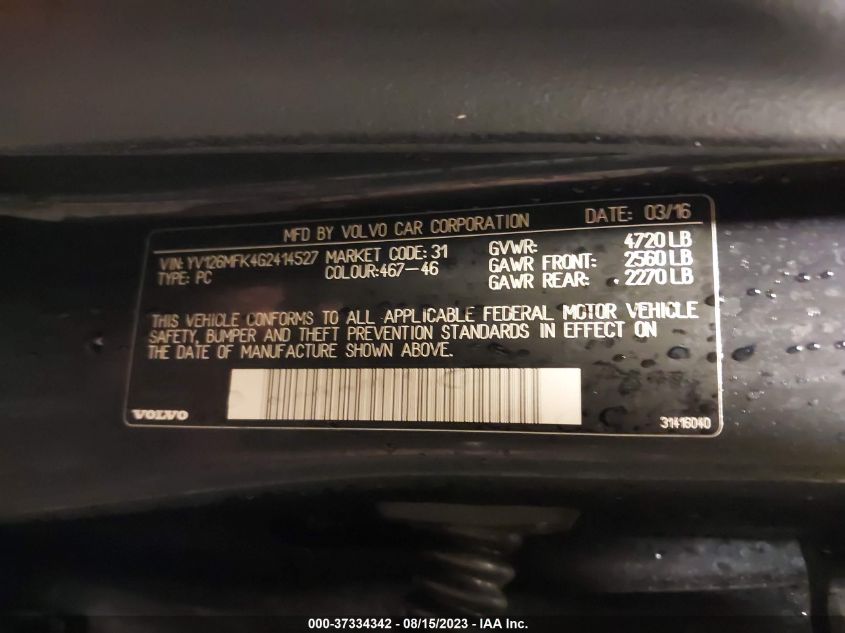 MFD BY VOLVO CAR CORPORATION DATE: 03/16
VIN: YV126MFK4G2414527 MARKET CODE: 31 GVWR: 4720 LB
TYPE: PC COLOUR:467-46 GAWR FRONT: 2560 LB
GAWR REAR: 2270 LB
THIS VEHICLE CONFORMS TO ALL APPLICABLE FEDERAL MOTOR VEHICLE
SAFETY, BUMPER AND THEFT PREVENTION STANDARDS IN EFFECT ON
THE DATE OF MANUFACTURE SHOWN ABOVE.
VOLVO 31416040
000-37334342 - 08/15/2023 - IAA Inc.